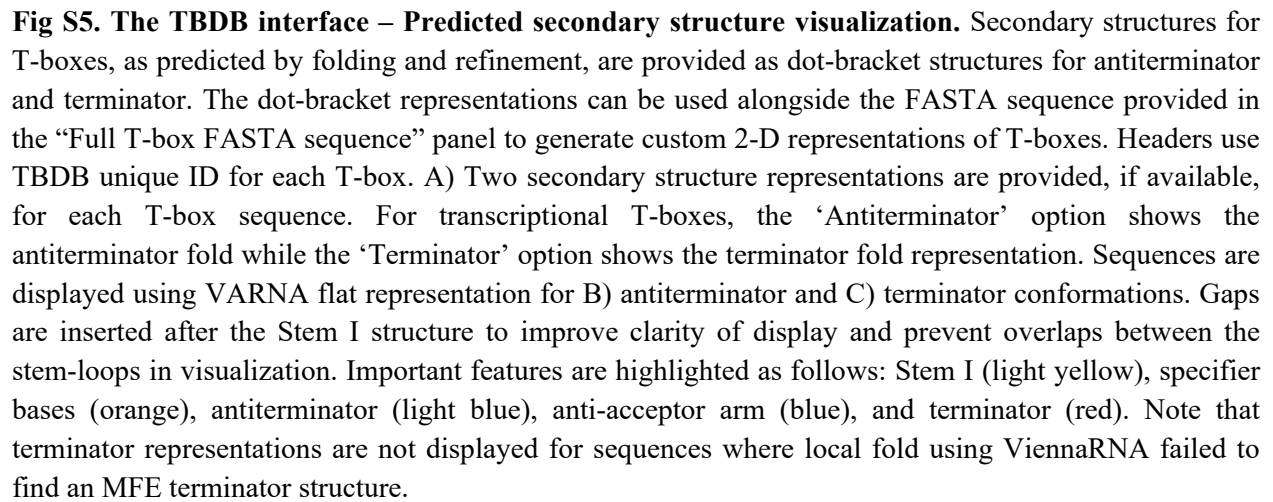 Fig S5. The TBDB interface – Predicted secondary structure visualization. Secondary structures for
T-boxes, as predicted by folding and refinement, are provided as dot-bracket structures for antiterminator
and terminator. The dot-bracket representations can be used alongside the FASTA sequence provided in
the “Full T-box FASTA sequence” panel to generate custom 2-D representations of T-boxes. Headers use
TBDB unique ID for each T-box. A) Two secondary structure representations are provided, if available,
for each T-box sequence. For transcriptional T-boxes, the ‘Antiterminator’ option shows the
antiterminator fold while the ‘Terminator’ option shows the terminator fold representation. Sequences are
displayed using VARNA flat representation for B) antiterminator and C) terminator conformations. Gaps
are inserted after the Stem I structure to improve clarity of display and prevent overlaps between the
stem-loops in visualization. Important features are highlighted as follows: Stem I (light yellow), specifier
bases (orange), antiterminator (light blue), anti-acceptor arm (blue), and terminator (red). Note that
terminator representations are not displayed for sequences where local fold using ViennaRNA failed to
find an MFE terminator structure.